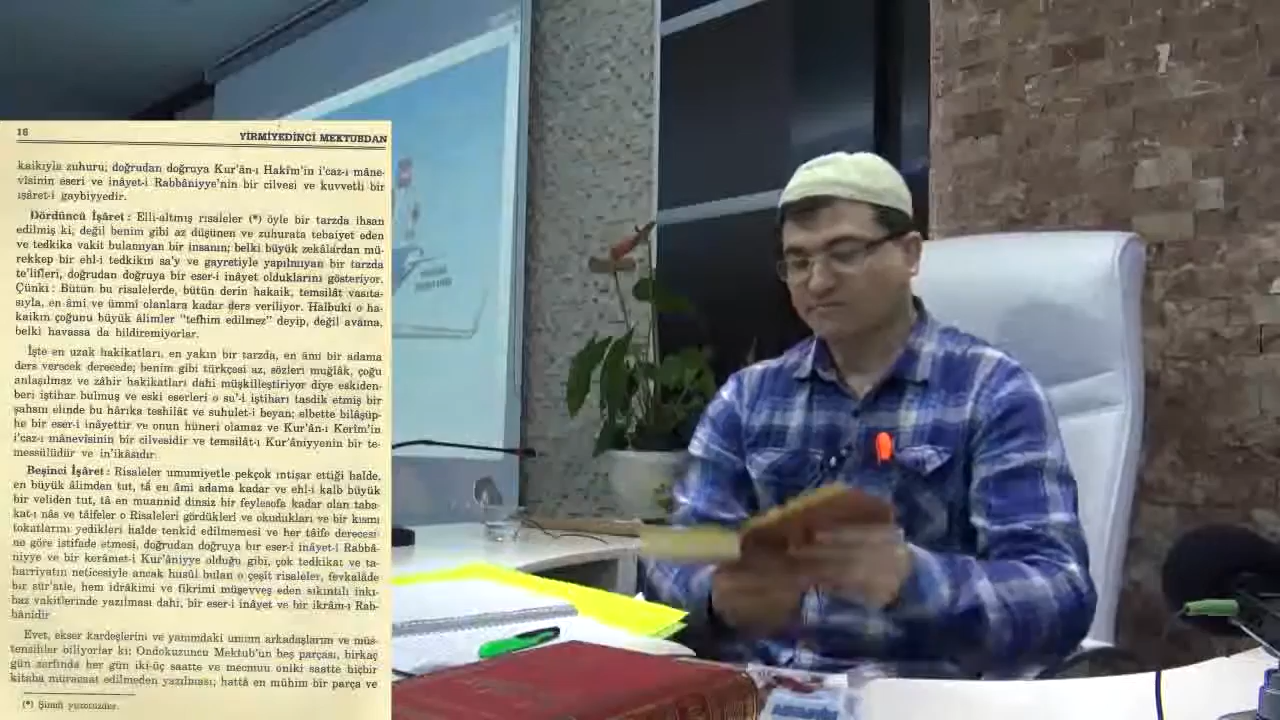 16
YİRMİYEDİNCİ MEKTUBDAN
kaikıyla zuhuru; doğrudan doğruya Kur'ân-ı Hakîm'in i'caz-ı mâne-
vîsinin eseri ve inâyet-i Rabbâniyye'nin bir cilvesi ve kuvvetli bir
işâret-i gaybiyyedir.
Dördüncü İşâret : Elli-altmış risaleler (*) öyle bir tarzda ihsan
edilmiş ki, değil benim gibi az düşünen ve zuhurata tebaiyet eden
ve tedkika vakit bulamıyan bir insanın; belki büyük zekâlardan mü-
rekkep bir ehl-i tedkikın sa'y ve gayretiyle yapılmıyan bir tarzda
te'lifleri, doğrudan doğruya bir eser-i inâyet olduklarını gösteriyor.
Çünki : Bütün bu risalelerde, bütün derin hakaik, temsilât vasıta-
sıyla, en âmi ve ümmî olanlara kadar ders veriliyor. Halbuki o ha-
kaikın çoğunu büyük âlimler "tefhim edilmez" deyip, değil avama,
belki havassa da bildiremiyorlar.
İşte en uzak hakikatları, en yakın bir tarzda, en âmi bir adama
ders verecek derecede; benim gibi türkçesi az, sözleri muğlâk, çoğu
anlaşılmaz ve zâhir hakikatları dahi müşkilleştiriyor diye eskiden-
beri iştihar bulmuş ve eski eserleri o su'-i iştiharı tasdik etmiş bir
şahsın elinde bu hârika teshilât ve suhulet-i beyan; elbette bilâşüp-
he bir eser-i inâyettir ve onun hüneri olamaz ve Kur'ân-ı Kerîm'in
i'caz-ı mânevîsinin bir cilvesidir ve temsilât-ı Kur'âniyyenin bir te-
messülüdür ve in'ikâsıdır.
Beşinci İşâret : Risaleler umumiyetle pekçok intişar ettiği halde,
en büyük âlimden tut, tâ en âmi adama kadar ve ehl-i kalb büyük
bir veliden tut, tâ en muannid dinsiz bir feylesofa kadar olan taba-
kat-ı nâs ve tâifeler o Risaleleri gördükleri ve okudukları ve bir kısmı
tokatlarını yedikleri halde tenkid edilmemesi ve her tâife derecesi-
ne göre istifade etmesi, doğrudan doğruya bir eser-i inâyet-i Rabbâ-
niyye ve bir kerâmet-i Kur'âniyye olduğu gibi, çok tedkikat ve ta-
harriyatın neticesiyle ancak husûl bulan o çeşit risaleler, fevkalâde
bir sür'atle, hem idrâkimi ve fikrimi müşevveş eden sıkıntılı inkı-
baz vakitlerinde yazılması dahi, bir eser-i inâyet ve bir ikrâm-ı Rab-
bânîdir
Evet, ekser kardeşlerim ve yanımdaki umum arkadaşlarım ve müs-
tensihler biliyorlar ki: Ondokuzuncu Mektub'un beş parçası, birkaç
gün zarfında her gün iki-üç saatte ve mecmuu oniki saatte hiçbir
kitaba müracaat edilmeden yazılması; hattâ en mühim bir parça ve
(*) Şimdi yüzotuzdur.